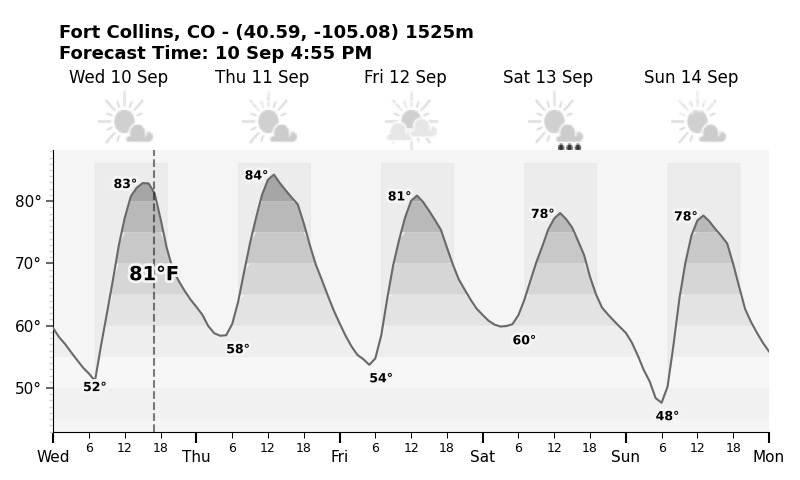 Fort Collins, CO - (40.59, -105.08) 1525m
Forecast Time: 10 Sep 4:55 PM
Wed 10 Sep Thu 11 Sep Fri 12 Sep Sat 13 Sep Sun 14 Sep
83° 84° 81° 78° 78°
80°
70°
81°F
60°
58° 60°
50°
52° 54° 48°
6 12 18 6 12 18 6 12 18 6 12 18 6 12 18
Wed Thu Fri Sat Sun Mon